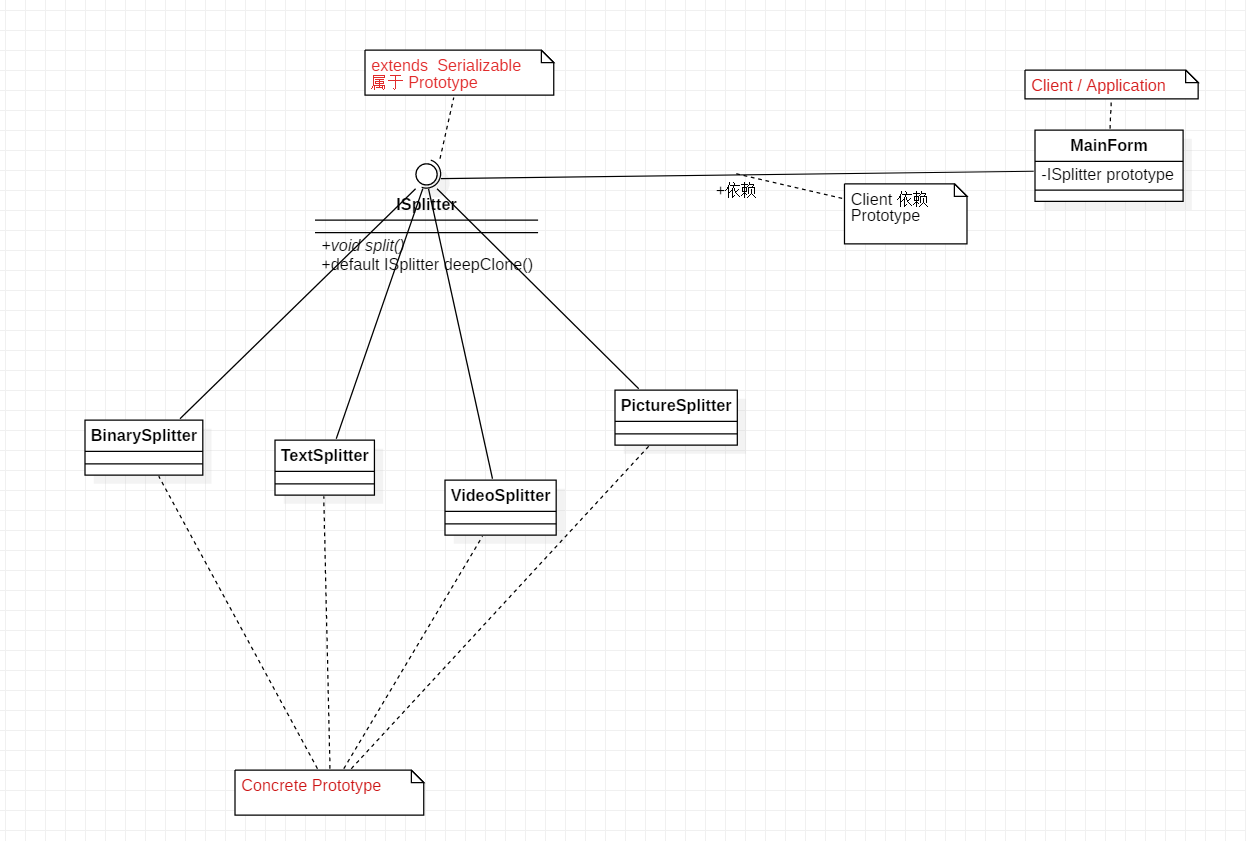 extends  Serializable
属于 Prototype
Client / Application
MainForm
-ISplitter prototype
ISplitter
+依赖
Client 依赖
Prototype
+void split()
+default ISplitter deepClone()
PictureSplitter
BinarySplitter
TextSplitter
VideoSplitter
Concrete Prototype